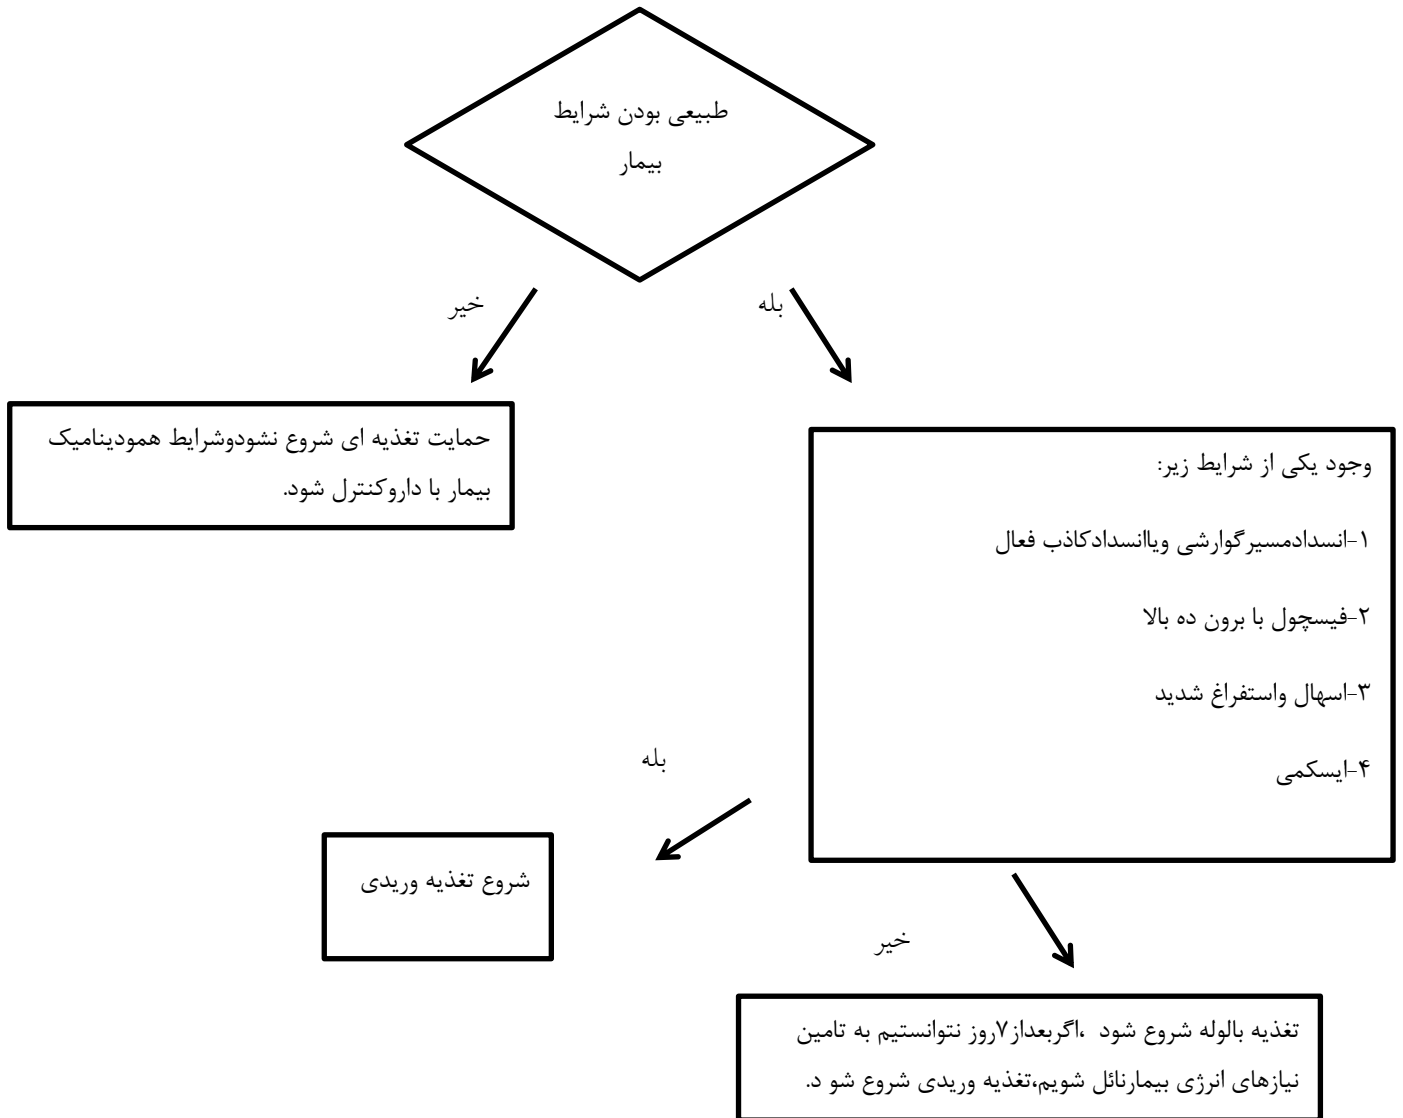 طبیعی بودن شرایط
بیمار
خیر
بله
حمایت تغذیه ای شروع نشودوشرایط همودینامیک
بیمار با داروکنترل شود.
وجود یکی از شرایط زیر:
۱-انسدادمسیرگوارشی ویاانسدادکاذب فعال
۲-فیسچول با برون ده بالا
۳-اسهال واستفراغ شدید
۴-ایسکمی
بله
شروع تغذیه وریدی
خیر
تغذیه بالوله شروع شود ،اگربعداز۷روز نتوانستیم به تامین
نیازهای انرژی بیمارنائل شویم،تغذیه وریدی شروع شو د.